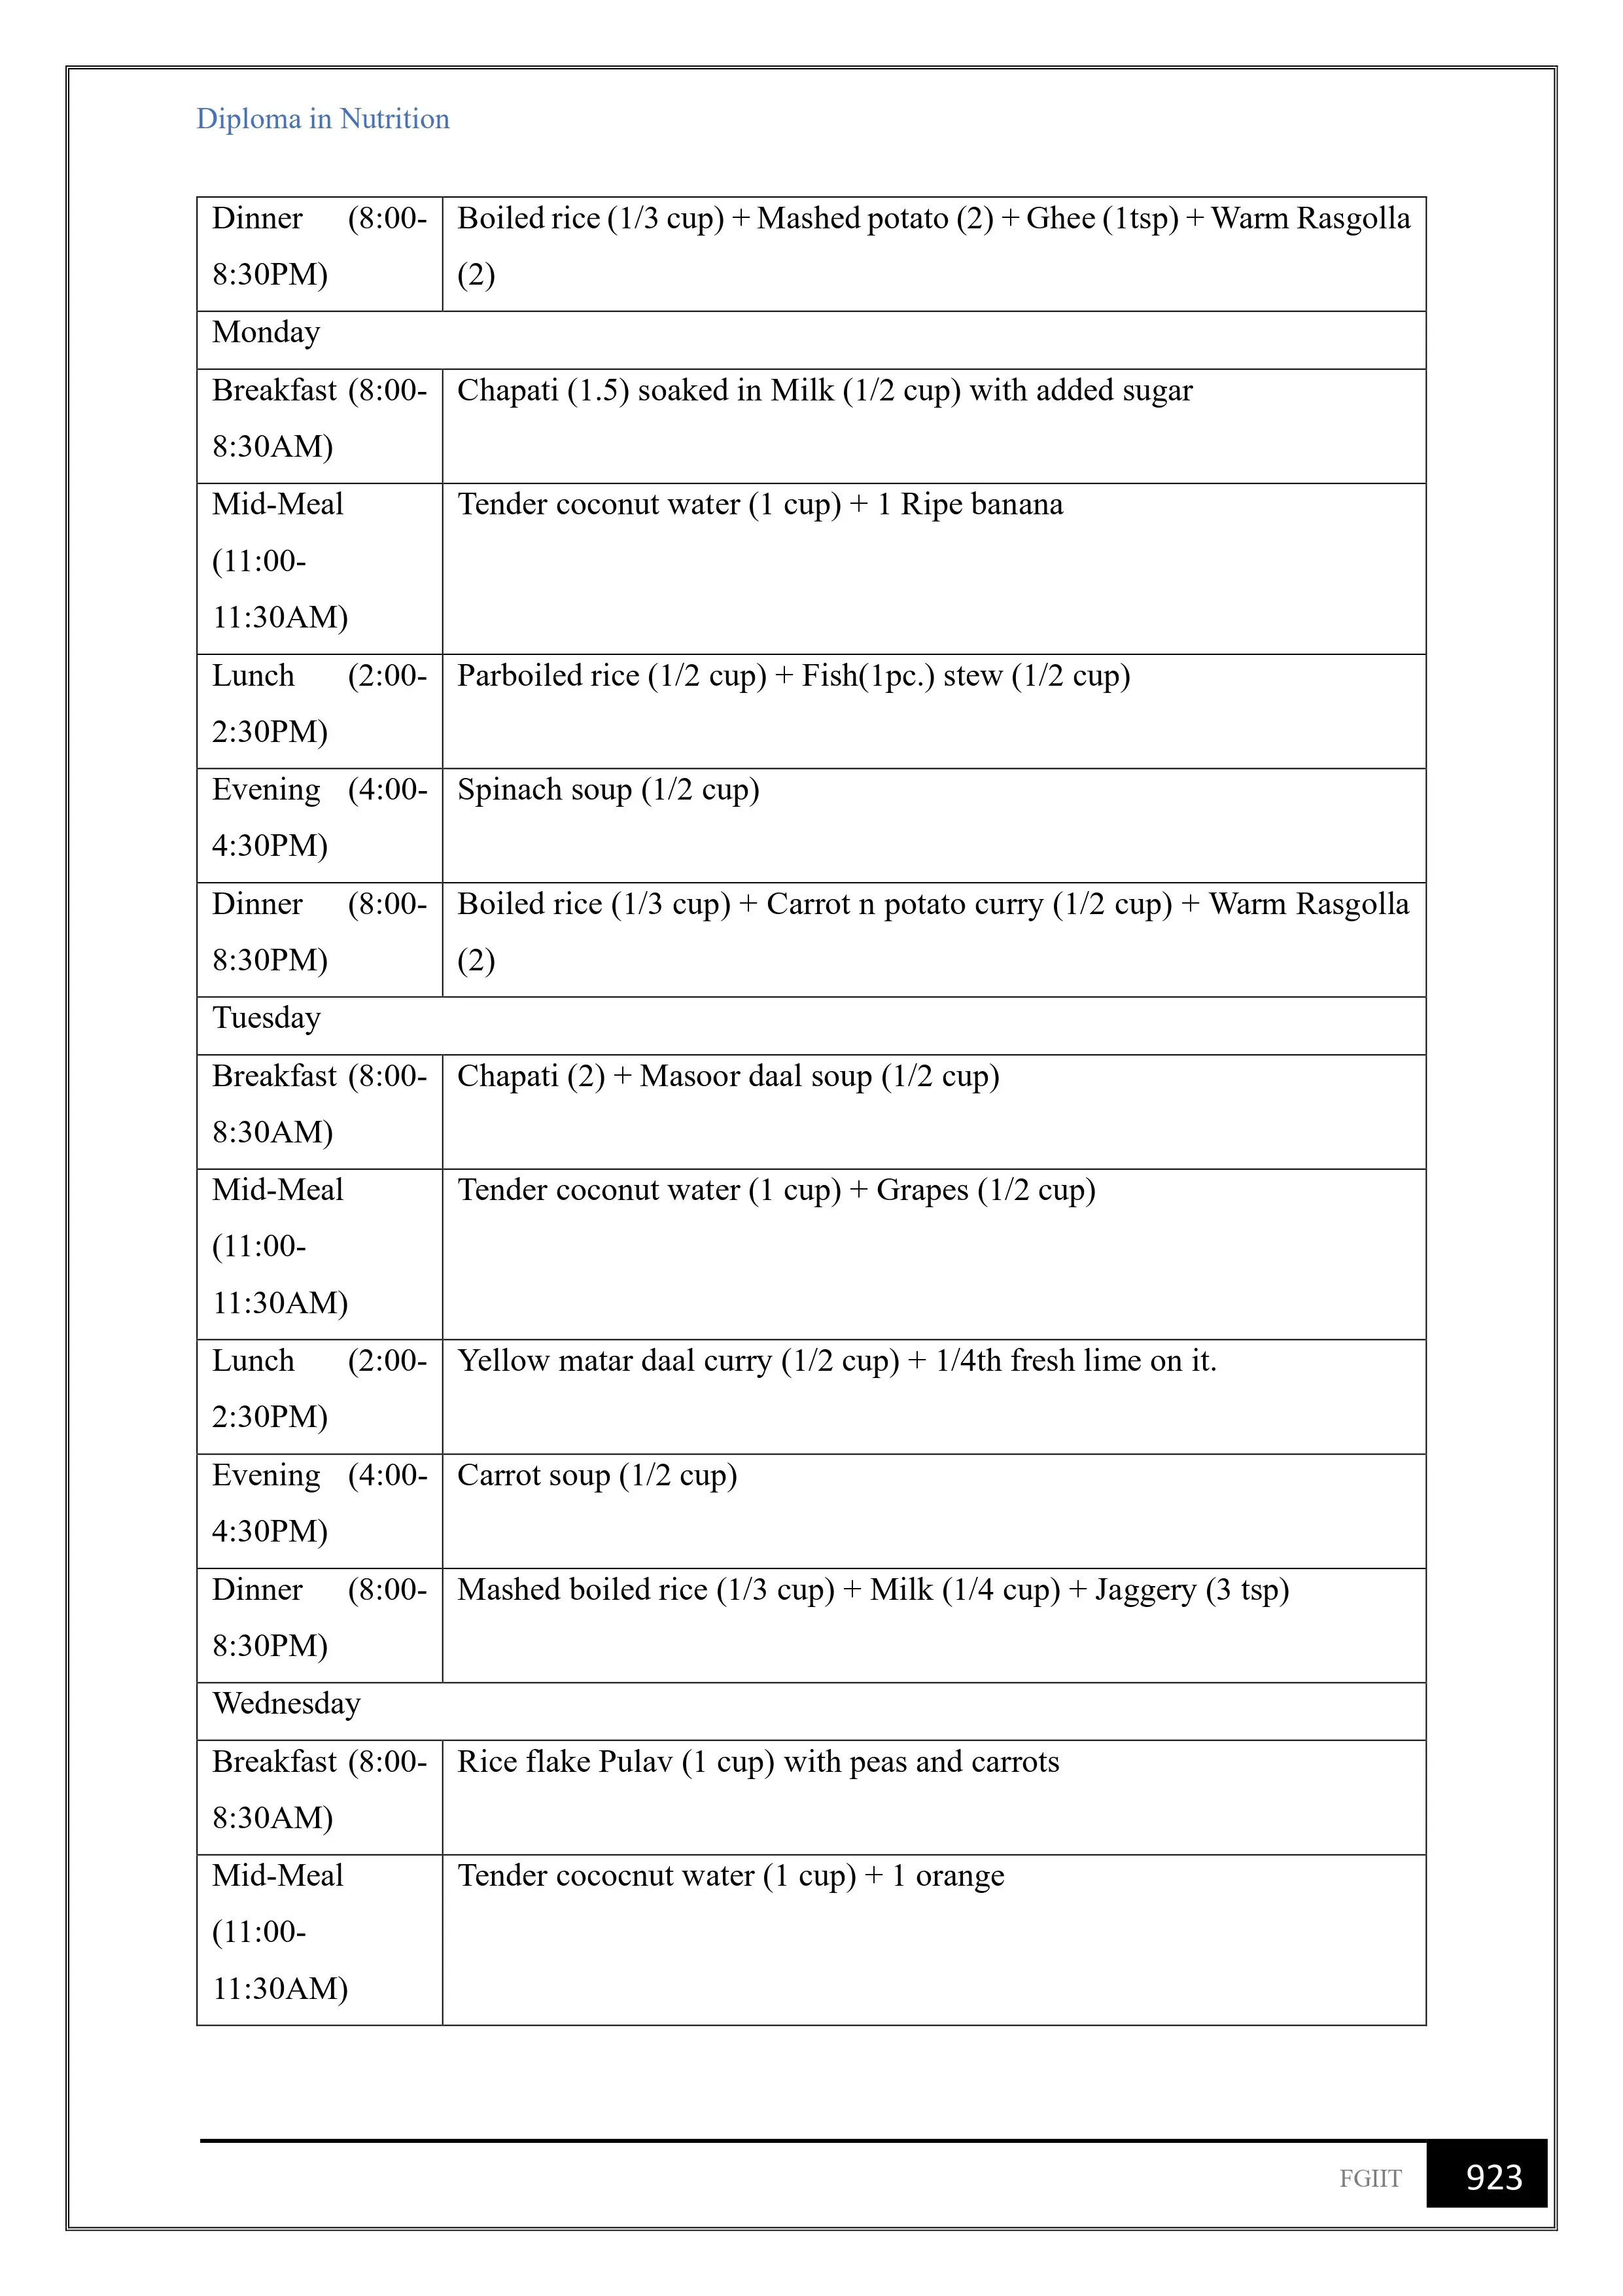 Diploma in Nutrition
Dinner (8:00-
8:30PM)
Boiled rice (1/3 cup) + Mashed potato (2) + Ghee (1tsp) + Warm Rasgolla
(2)
Monday
Breakfast (8:00-
8:30AM)
Chapati (1.5) soaked in Milk (1/2 cup) with added sugar
Mid-Meal
(11:00-
11:30AM)
Tender coconut water (1 cup) + 1 Ripe banana
Lunch (2:00-
2:30PM)
Parboiled rice (1/2 cup) + Fish(1pc.) stew (1/2 cup)
Evening (4:00-
4:30PM)
Spinach soup (1/2 cup)
Dinner (8:00-
8:30PM)
Boiled rice (1/3 cup) + Carrot n potato curry (1/2 cup) + Warm Rasgolla
(2)
Tuesday
Breakfast (8:00-
8:30AM)
Chapati (2) + Masoor daal soup (1/2 cup)
Mid-Meal
(11:00-
11:30AM)
Tender coconut water (1 cup) + Grapes (1/2 cup)
Lunch (2:00-
2:30PM)
Yellow matar daal curry (1/2 cup) + 1/4th fresh lime on it.
Evening (4:00-
4:30PM)
Carrot soup (1/2 cup)
Dinner (8:00-
8:30PM)
Mashed boiled rice (1/3 cup) + Milk (1/4 cup) + Jaggery (3 tsp)
Wednesday
Breakfast (8:00-
8:30AM)
Rice flake Pulav (1 cup) with peas and carrots
Mid-Meal
(11:00-
11:30AM)
Tender cococnut water (1 cup) + 1 orange
FGIIT 923